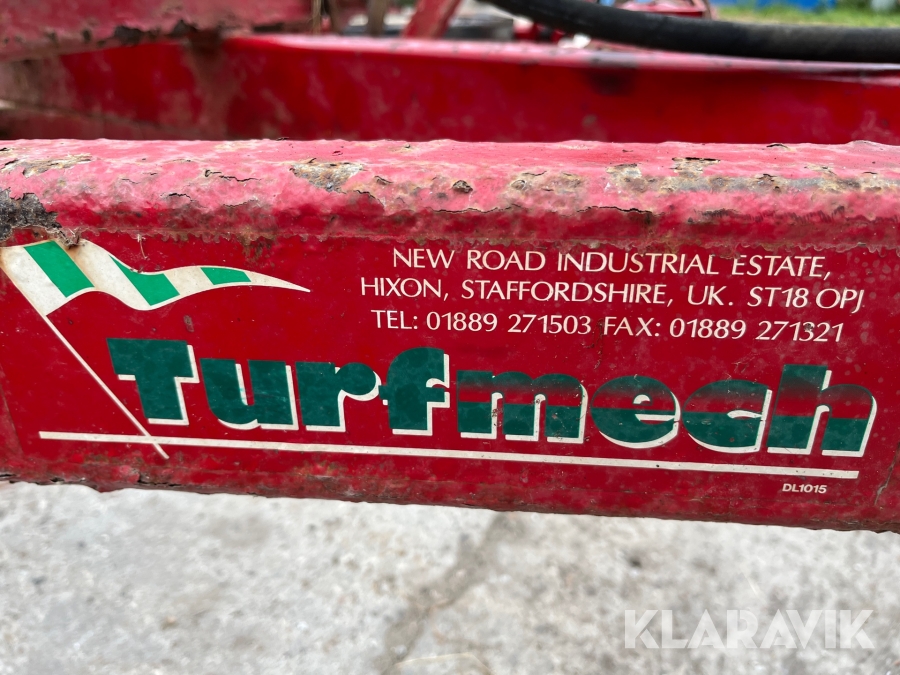 NEW ROAD INDUSTRIAL ESTATE,
HIXON, STAFFORDSHIRE, UK. ST18 OPJ
TEL: 01889 271503 FAX: 01889 271321
Turfmech
DL1015
KLARAVIK